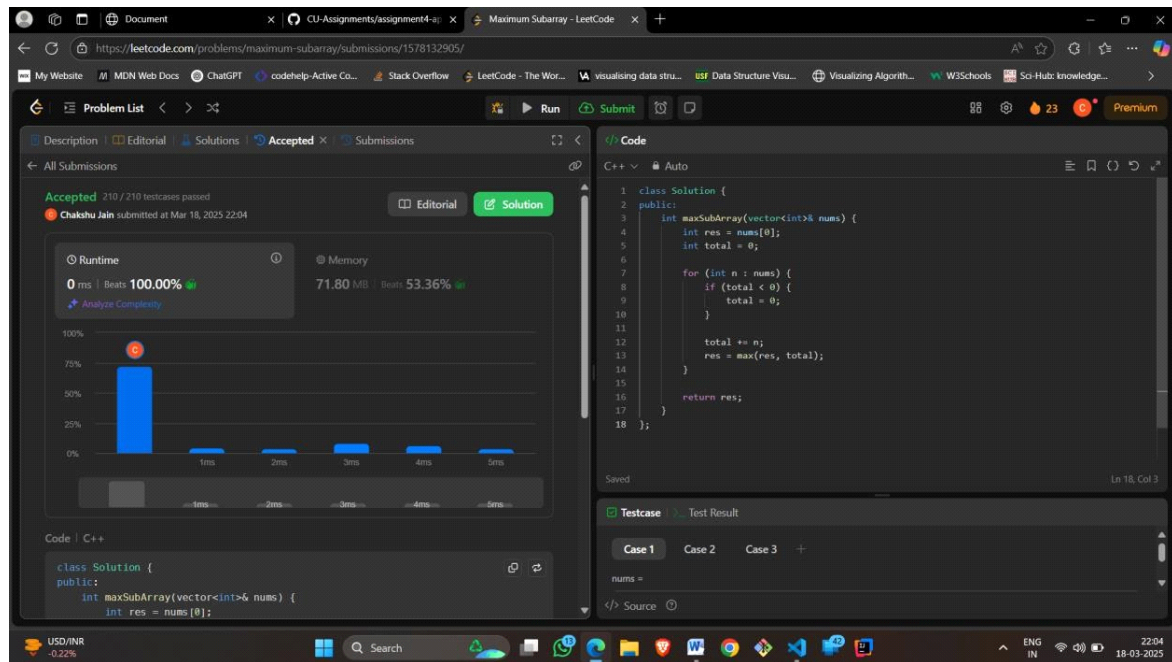 Document
CU-Assignments/assignment4-ap
Maximum Subarray - LeetCode
https://leetcode.com/problems/maximum-subarray/submissions/1578132905/
My Website
MDN Web Docs
ChatGPT
codehelp-Active Co...
Stack Overflow
LeetCode - The Wor...
visualising data stru...
USF Data Structure Visu...
Visualizing Algorith...
W3Schools
Sci-Hub: knowledge...
Problem List
Run
Submit
23
Premium
Description
Editorial
Solutions
Accepted
Submissions
All Submissions
Accepted 210 / 210 testcases passed
Chakshu Jain submitted at Mar 18, 2025 22:04
Editorial
Solution
Runtime
0 ms | Beats 100.00%
Analyze Complexity
Memory
71.80 MB | Beats 53.36%
100%
75%
50%
25%
0%
1ms 2ms 3ms 4ms 5ms
1ms 2ms 3ms 4ms 5ms
Code | C++
class Solution {
public:
int maxSubArray(vector<int>& nums) {
int res = nums[0];
Code
C++
Auto
1 class Solution {
2 public:
3 int maxSubArray(vector<int>& nums) {
4 int res = nums[0];
5 int total = 0;
6
7 for (int n : nums) {
8 if (total < 0) {
9 total = 0;
10 }
11
12 total += n;
13 res = max(res, total);
14 }
15
16 return res;
17 }
18 };
Saved
Ln 18, Col 3
Testcase
Test Result
Case 1 Case 2 Case 3 +
nums =
Source
USD/INR
-0.22%
Search
ENG
IN
22:04
18-03-2025